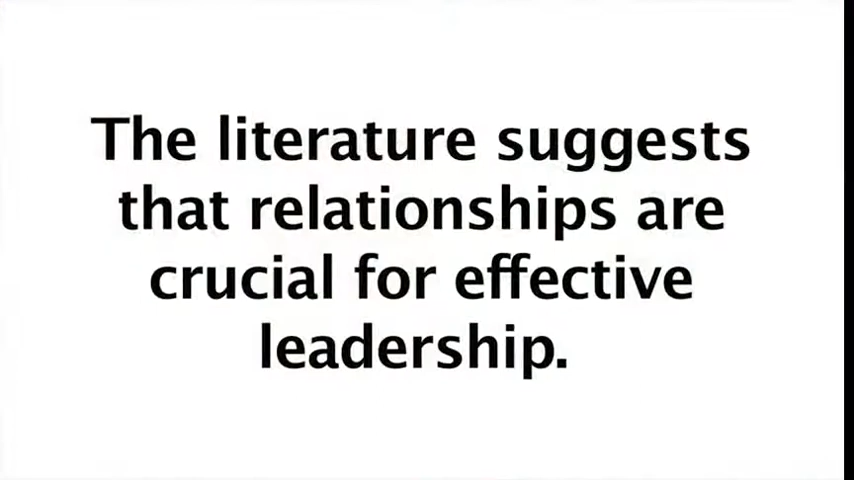 The literature suggests
that relationships are
crucial for effective
leadership.